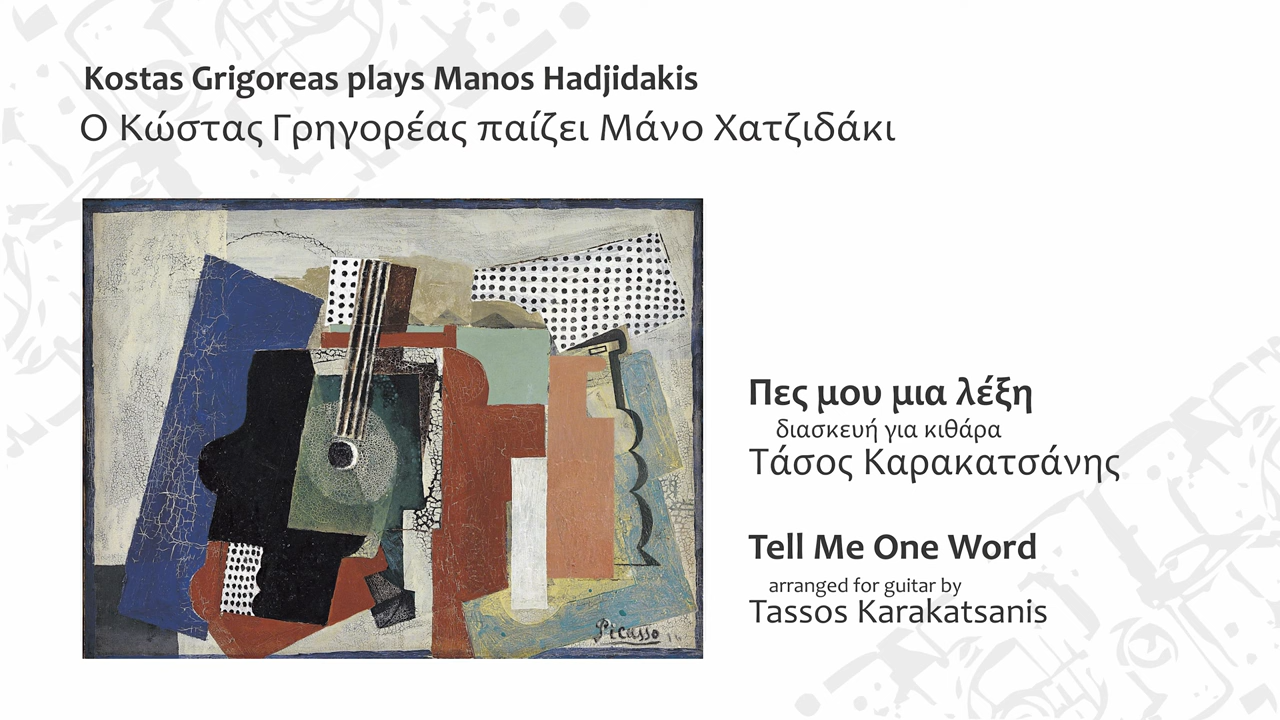 Kostas Grigoreas plays Manos Hadjidakis
Ο Κώστας Γρηγορέας παίζει Μάνο Χατζιδάκι
Πες μου μια λέξη
διασκευή για κιθάρα
Τάσος Καρακατσάνης
Tell Me One Word
arranged for guitar by
Tassos Karakatsanis
Picasso